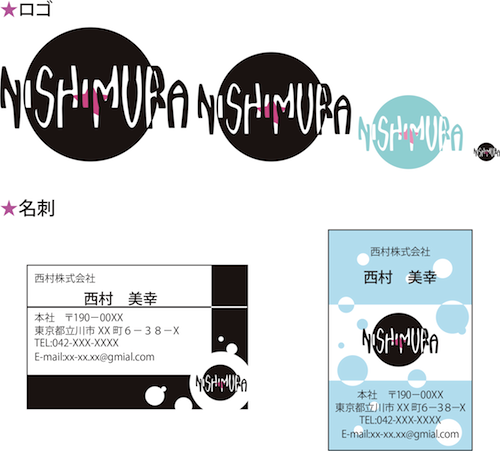 ★ロゴ
NISHIMURA
NISHIMURA
NISHIMURA
NISHIMURA
★名刺
西村株式会社
西村　美幸
本社　〒190-00XX
東京都立川市 XX 町６－３８－X
TEL:042-XXX-XXXX
E-mail:xx-xx.xx@gmial.com
NISHIMURA
西村株式会社
西村　美幸
NISHIMURA
本社　〒190-00XX
東京都立川市 XX 町６－３８－X
TEL:042-XXX-XXXX
E-mail:xx-xx.xx@gmial.com